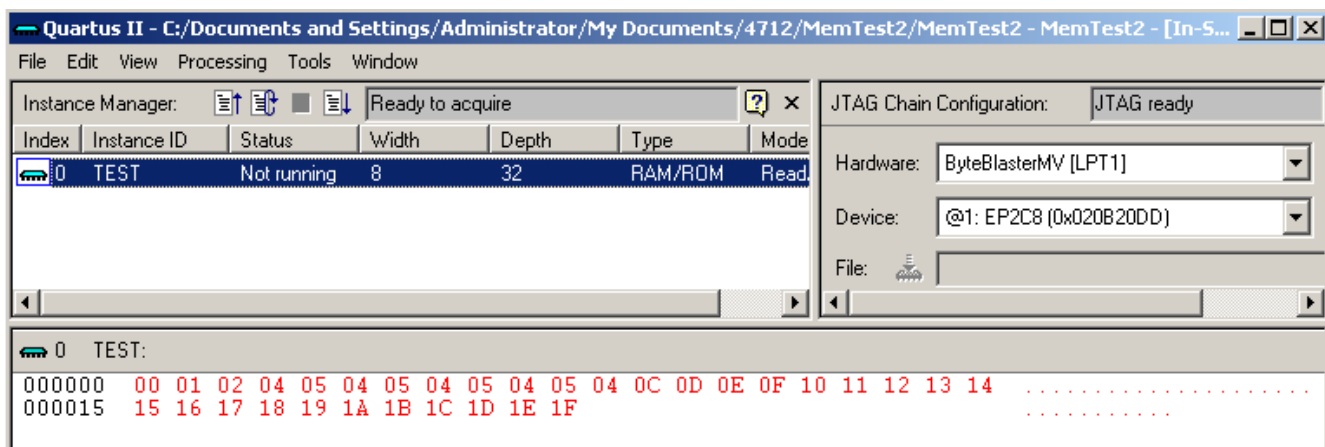 Quartus II - C:/Documents and Settings/Administrator/My Documents/4712/MemTest2/MemTest2 - MemTest2 - [In-S...
File Edit View Processing Tools Window
Instance Manager: Ready to acquire
JTAG Chain Configuration: JTAG ready
Index Instance ID Status Width Depth Type Mode
0 TEST Not running 8 32 RAM/ROM Read/
Hardware: ByteBlasterMV [LPT1]
Device: @1: EP2C8 (0x020B20DD)
File:
0 TEST:
000000 00 01 02 04 05 04 05 04 05 04 05 04 0C 0D 0E 0F 10 11 12 13 14 .....................
000015 15 16 17 18 19 1A 1B 1C 1D 1E 1F ...........